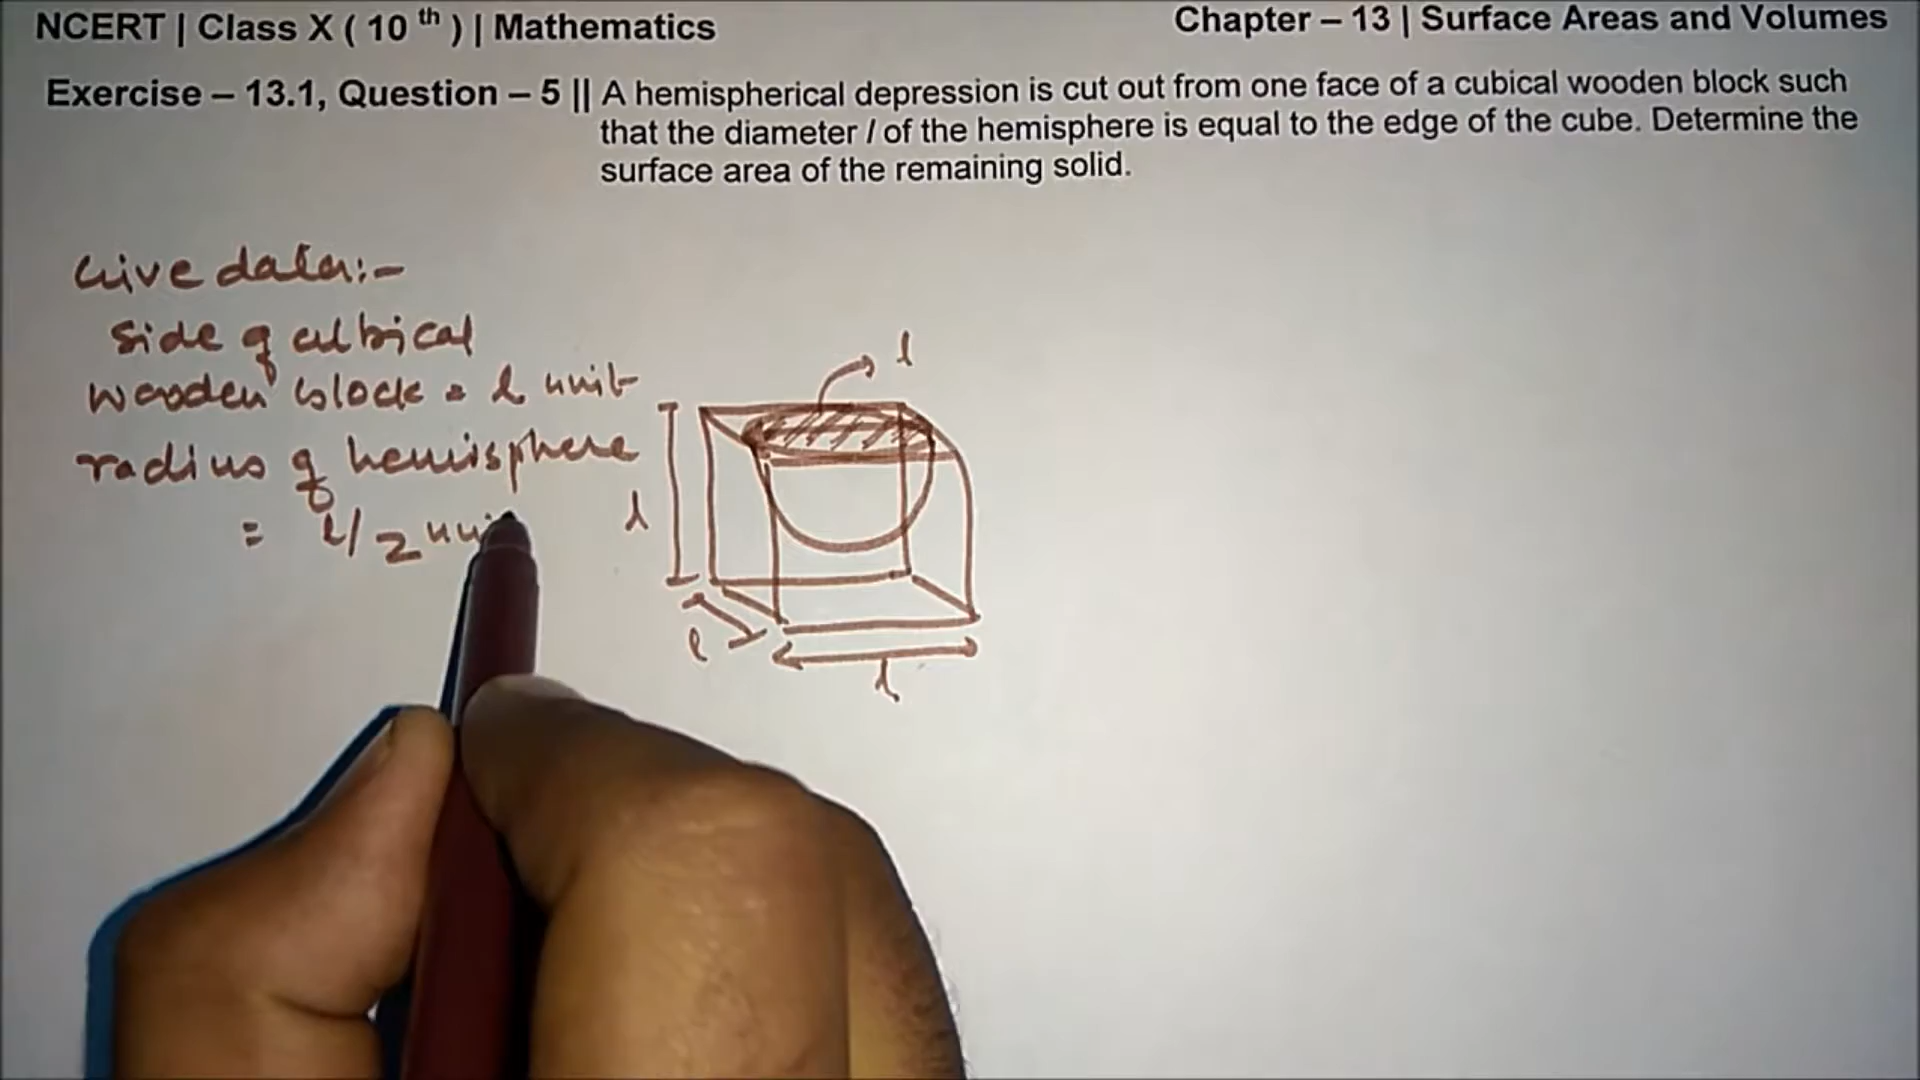 NCERT | Class X ( 10 th ) | Mathematics
Chapter – 13 | Surface Areas and Volumes
Exercise – 13.1, Question – 5 || A hemispherical depression is cut out from one face of a cubical wooden block such
that the diameter l of the hemisphere is equal to the edge of the cube. Determine the
surface area of the remaining solid.
Give data:-
Side of cubical
wooden block = l unit
radius of hemisphere
= l/2
l
l
l
l